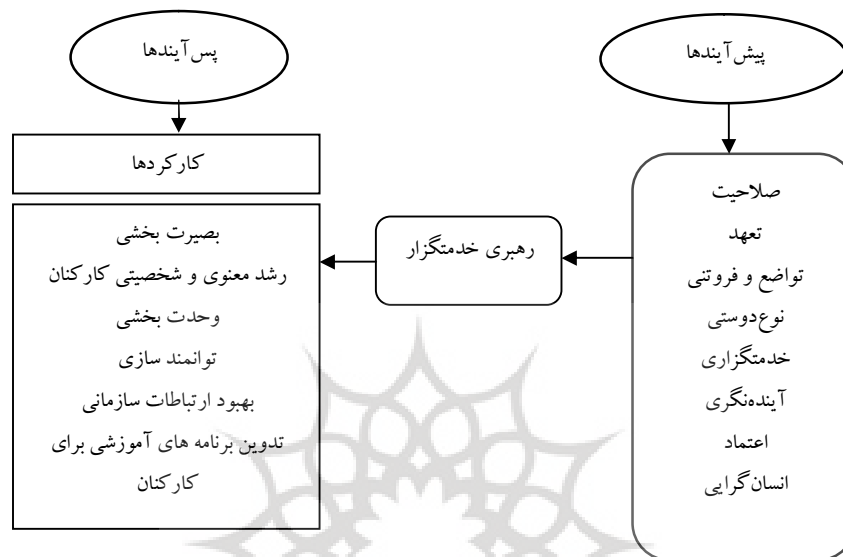 پیش‌آیندها
صلاحیت
تعهد
تواضع و فروتنی
نوع‌دوستی
خدمتگزاری
آینده‌نگری
اعتماد
انسان‌گرایی
رهبری خدمتگزار
پس‌آیندها
کارکردها
بصیرت بخشی
رشد معنوی و شخصیتی کارکنان
وحدت بخشی
توانمند سازی
بهبود ارتباطات سازمانی
تدوین برنامه های آموزشی برای
کارکنان